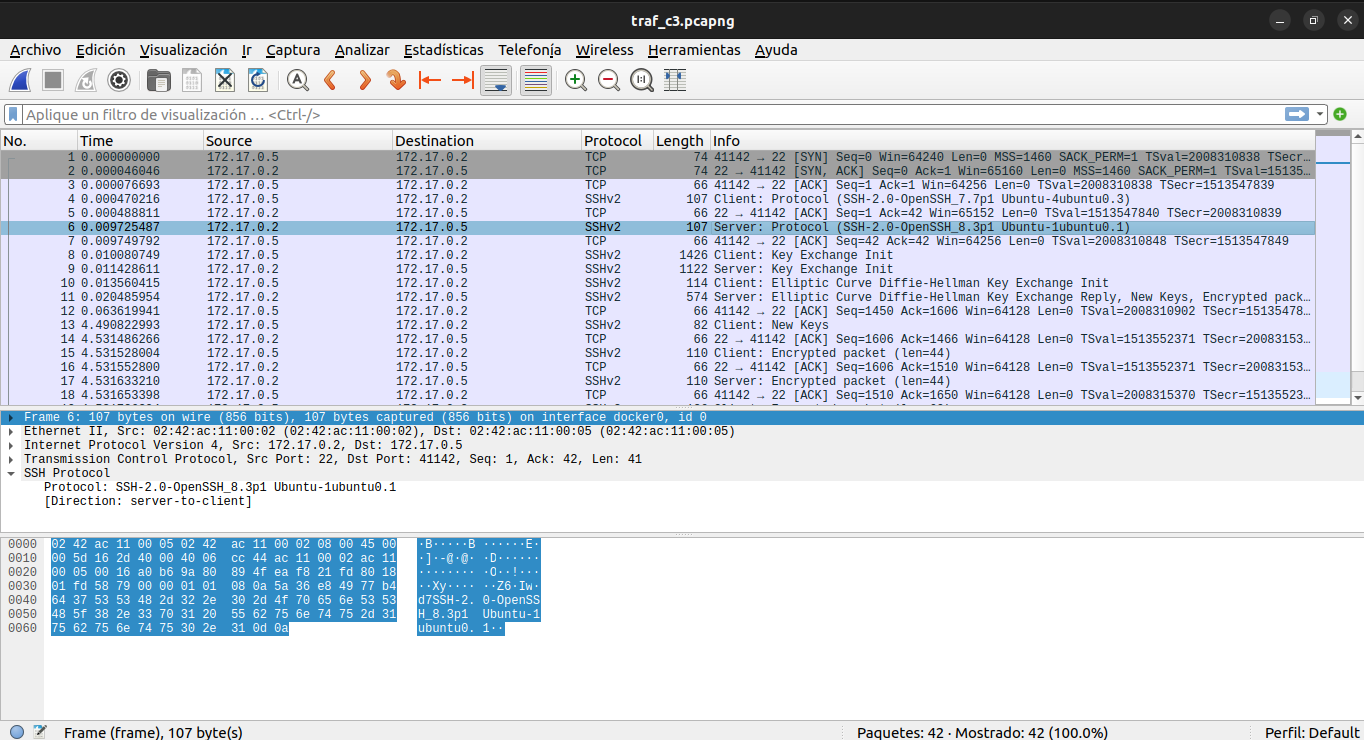 traf_c3.pcapng
Archivo Edición Visualización Ir Captura Analizar Estadísticas Telefonía Wireless Herramientas Ayuda
Aplique un filtro de visualización … <Ctrl-/>
No. Time Source Destination Protocol Length Info
1 0.000000000 172.17.0.5 172.17.0.2 TCP 74 41142 → 22 [SYN] Seq=0 Win=64240 Len=0 MSS=1460 SACK_PERM=1 TSval=2008310838 TSecr…
2 0.000046046 172.17.0.2 172.17.0.5 TCP 74 22 → 41142 [SYN, ACK] Seq=0 Ack=1 Win=65160 Len=0 MSS=1460 SACK_PERM=1 TSval=15135…
3 0.000076693 172.17.0.5 172.17.0.2 TCP 66 41142 → 22 [ACK] Seq=1 Ack=1 Win=64256 Len=0 TSval=2008310838 TSecr=1513547839
4 0.000470216 172.17.0.5 172.17.0.2 SSHv2 107 Client: Protocol (SSH-2.0-OpenSSH_7.7p1 Ubuntu-4ubuntu0.3)
5 0.000488811 172.17.0.2 172.17.0.5 TCP 66 22 → 41142 [ACK] Seq=1 Ack=42 Win=65152 Len=0 TSval=1513547840 TSecr=2008310839
6 0.009725487 172.17.0.2 172.17.0.5 SSHv2 107 Server: Protocol (SSH-2.0-OpenSSH_8.3p1 Ubuntu-1ubuntu0.1)
7 0.009749792 172.17.0.5 172.17.0.2 TCP 66 41142 → 22 [ACK] Seq=42 Ack=42 Win=64256 Len=0 TSval=2008310848 TSecr=1513547849
8 0.010080749 172.17.0.5 172.17.0.2 SSHv2 1426 Client: Key Exchange Init
9 0.011428611 172.17.0.2 172.17.0.5 SSHv2 1122 Server: Key Exchange Init
10 0.013560415 172.17.0.5 172.17.0.2 SSHv2 114 Client: Elliptic Curve Diffie-Hellman Key Exchange Init
11 0.020485954 172.17.0.2 172.17.0.5 SSHv2 574 Server: Elliptic Curve Diffie-Hellman Key Exchange Reply, New Keys, Encrypted pack…
12 0.063619941 172.17.0.5 172.17.0.2 TCP 66 41142 → 22 [ACK] Seq=1450 Ack=1606 Win=64128 Len=0 TSval=2008310902 TSecr=15135478…
13 4.490822993 172.17.0.5 172.17.0.2 SSHv2 82 Client: New Keys
14 4.531486266 172.17.0.2 172.17.0.5 TCP 66 22 → 41142 [ACK] Seq=1606 Ack=1466 Win=64128 Len=0 TSval=1513552371 TSecr=20083153…
15 4.531528004 172.17.0.5 172.17.0.2 SSHv2 110 Client: Encrypted packet (len=44)
16 4.531552800 172.17.0.2 172.17.0.5 TCP 66 22 → 41142 [ACK] Seq=1606 Ack=1510 Win=64128 Len=0 TSval=1513552371 TSecr=20083153…
17 4.531633210 172.17.0.2 172.17.0.5 SSHv2 110 Server: Encrypted packet (len=44)
18 4.531653398 172.17.0.5 172.17.0.2 TCP 66 41142 → 22 [ACK] Seq=1510 Ack=1650 Win=64128 Len=0 TSval=2008315370 TSecr=15135523…
Frame 6: 107 bytes on wire (856 bits), 107 bytes captured (856 bits) on interface docker0, id 0
Ethernet II, Src: 02:42:ac:11:00:02 (02:42:ac:11:00:02), Dst: 02:42:ac:11:00:05 (02:42:ac:11:00:05)
Internet Protocol Version 4, Src: 172.17.0.2, Dst: 172.17.0.5
Transmission Control Protocol, Src Port: 22, Dst Port: 41142, Seq: 1, Ack: 42, Len: 41
SSH Protocol
Protocol: SSH-2.0-OpenSSH_8.3p1 Ubuntu-1ubuntu0.1
[Direction: server-to-client]
0000 02 42 ac 11 00 05 02 42 ac 11 00 02 08 00 45 00 ·B·····B ······E·
0010 00 5d 16 2d 40 00 40 06 cc 44 ac 11 00 02 ac 11 ·]·-@·@· ·D······
0020 00 05 00 16 a0 b6 9a 80 89 4f ea f8 21 fd 80 18 ········ ·O··!···
0030 01 fd 58 79 00 00 01 01 08 0a 5a 36 e8 49 77 b4 ··Xy···· ··Z6·Iw·
0040 64 37 53 53 48 2d 32 2e 30 2d 4f 70 65 6e 53 53 d7SSH-2. 0-OpenSS
0050 48 5f 38 2e 33 70 31 20 55 62 75 6e 74 75 2d 31 H_8.3p1 Ubuntu-1
0060 75 62 75 6e 74 75 30 2e 31 0d 0a ubuntu0. 1··
Frame (frame), 107 byte(s) Paquetes: 42 · Mostrado: 42 (100.0%) Perfil: Default